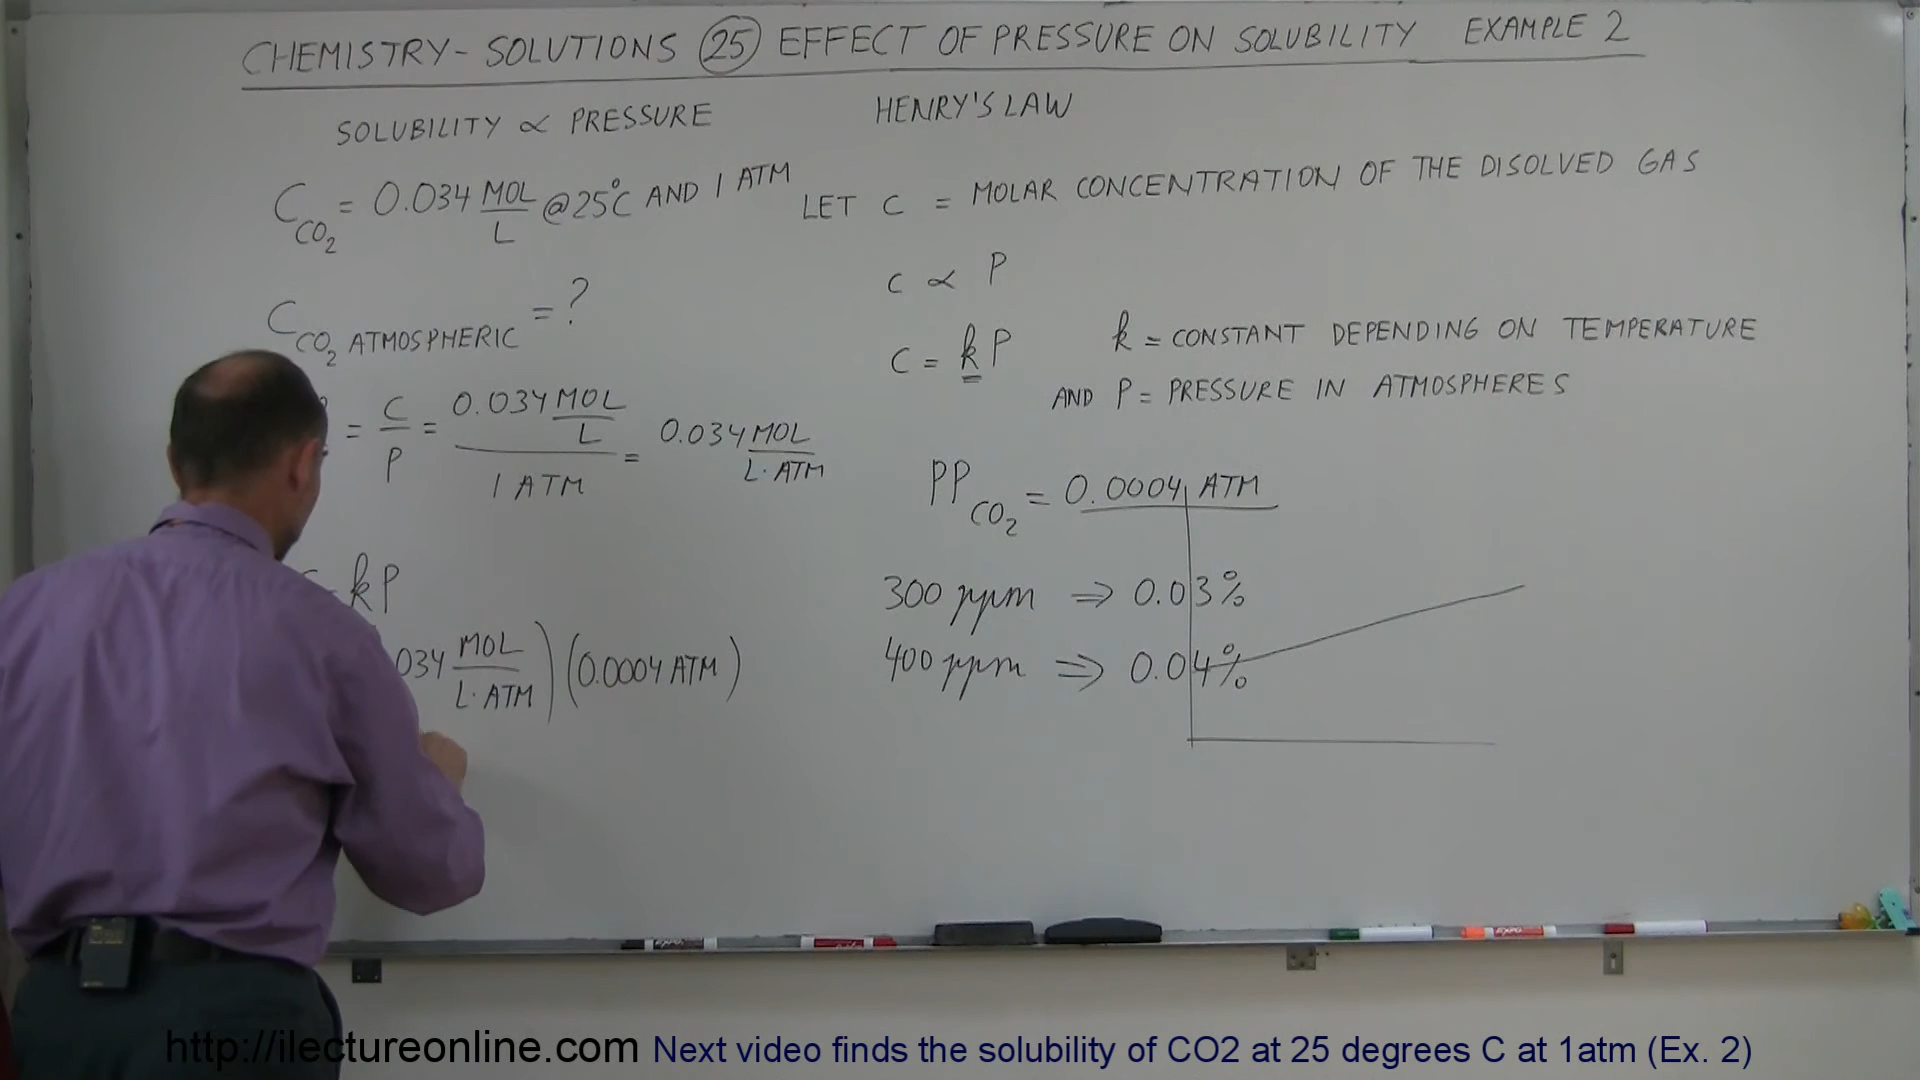 CHEMISTRY - SOLUTIONS 25 EFFECT OF PRESSURE ON SOLUBILITY EXAMPLE 2
SOLUBILITY ∝ PRESSURE
HENRY'S LAW
C CO2 = 0.034 MOL/L @ 25°C AND 1 ATM
LET C = MOLAR CONCENTRATION OF THE DISOLVED GAS
C ∝ P
C CO2 ATMOSPHERIC = ?
C = kP
k = CONSTANT DEPENDING ON TEMPERATURE
AND P = PRESSURE IN ATMOSPHERES
= C/P = 0.034 MOL/L / 1 ATM = 0.034 MOL/L·ATM
PP CO2 = 0.0004 ATM
kP
300 ppm ⇒ 0.03%
034 MOL/L·ATM) (0.0004 ATM)
400 ppm ⇒ 0.04%
http://ilectureonline.com Next video finds the solubility of CO2 at 25 degrees C at 1atm (Ex. 2)